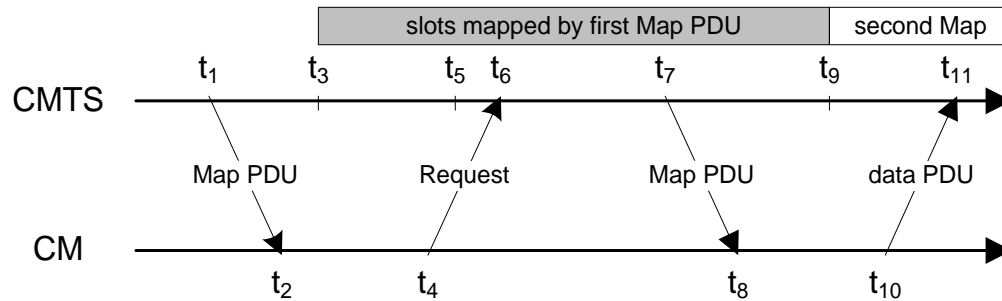 slots mapped by first Map PDU second Map
t1 t3 t5 t6 t7 t9 t11
CMTS
Map PDU Request Map PDU data PDU
CM
t2 t4 t8 t10